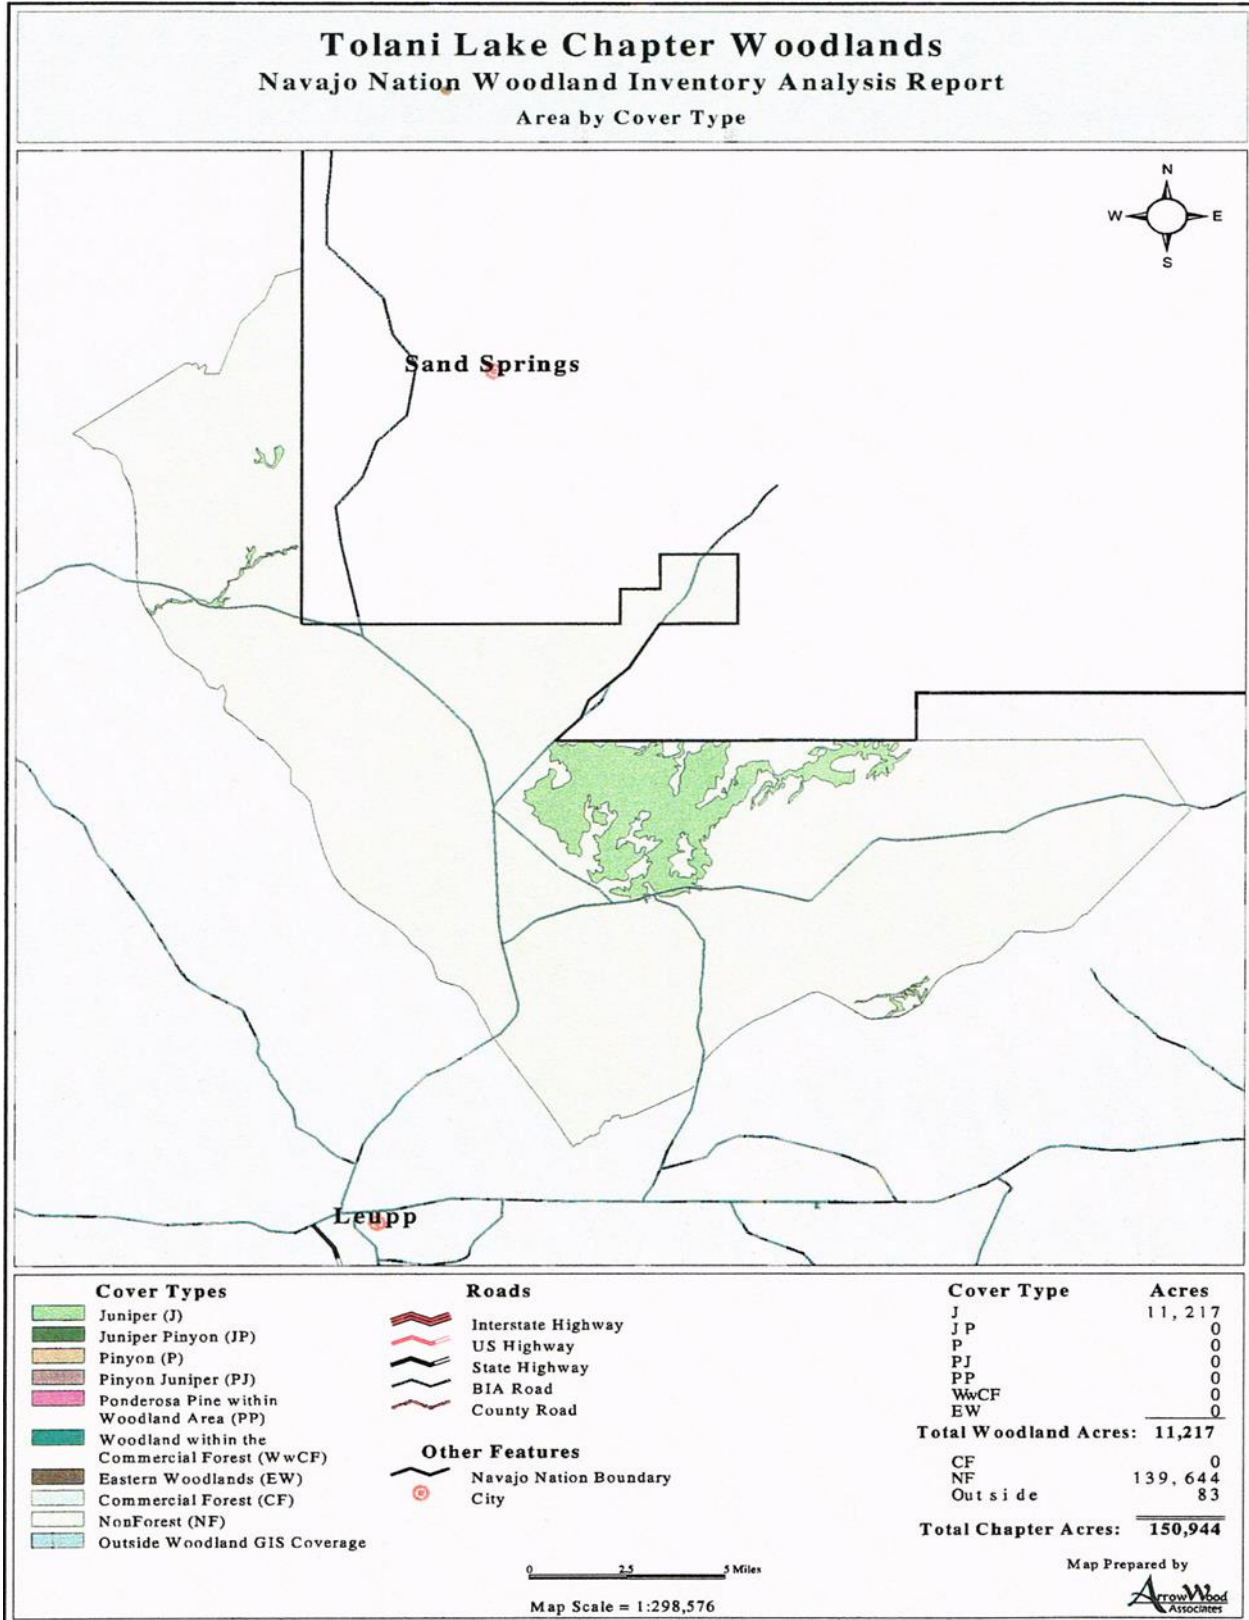 Tolani Lake Chapter Woodlands
Navajo Nation Woodland Inventory Analysis Report
Area by Cover Type
N
W E
S
Sand Springs
Leupp
Cover Types
Juniper (J)
Juniper Pinyon (JP)
Pinyon (P)
Pinyon Juniper (PJ)
Ponderosa Pine within
Woodland Area (PP)
Woodland within the
Commercial Forest (WwCF)
Eastern Woodlands (EW)
Commercial Forest (CF)
NonForest (NF)
Outside Woodland GIS Coverage
Roads
Interstate Highway
US Highway
State Highway
BIA Road
County Road
Other Features
Navajo Nation Boundary
City
0 2.5 5 Miles
Map Scale = 1:298,576
Cover Type Acres
J 11,217
JP 0
P 0
PJ 0
PP 0
WwCF 0
EW 0
Total Woodland Acres: 11,217
CF 0
NF 139,644
Outside 83
Total Chapter Acres: 150,944
Map Prepared by
ArrowWood
Associates